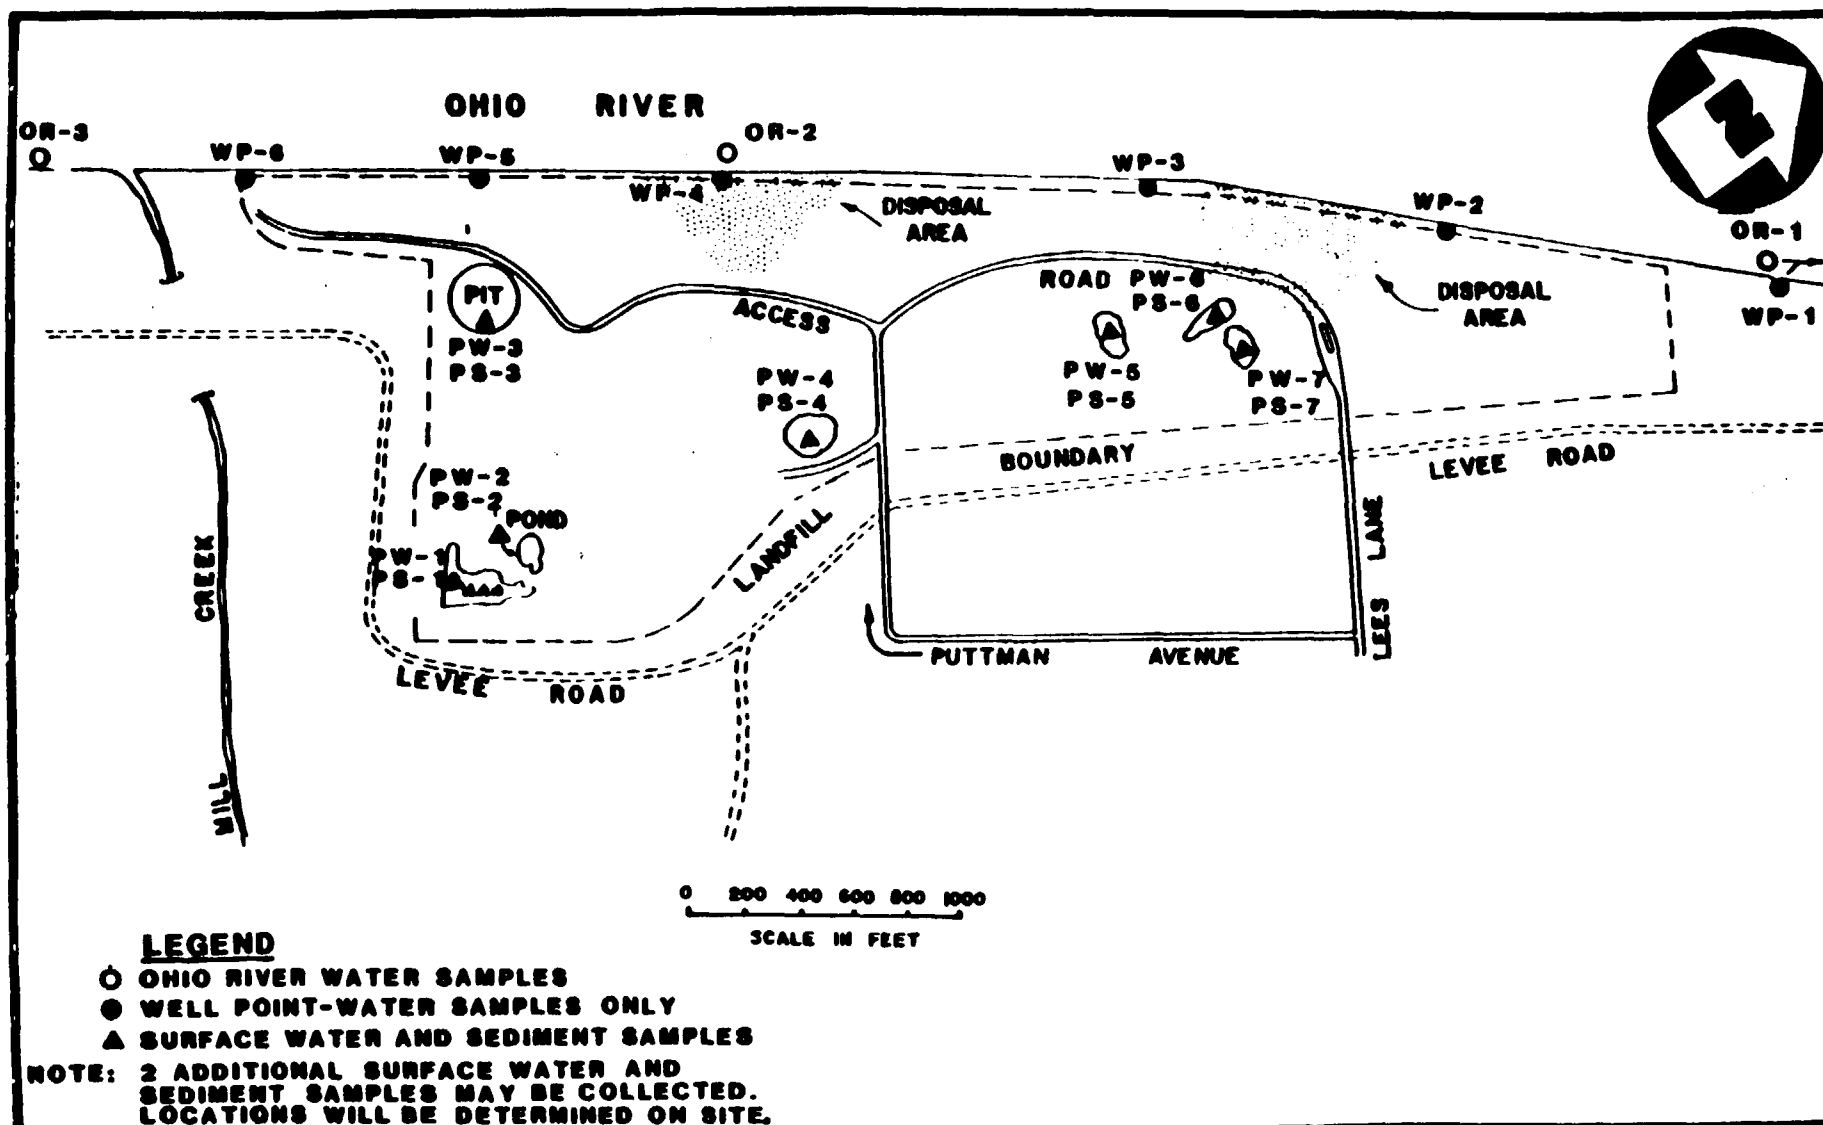 OHIO RIVER
OR-3
OR-2
WP-6
WP-5
WP-4
WP-3
WP-2
OR-1
WP-1
N
DISPOSAL
AREA
DISPOSAL
AREA
PIT
PW-3
PS-3
ACCESS
ROAD
PW-6
PS-6
PW-4
PS-4
PW-5
PS-5
PW-7
PS-7
PW-2
PS-2
POND
PW-1
PS-1
LANDFILL
BOUNDARY
LEVEE ROAD
LEES LANE
MILL CREEK
PUTTMAN AVENUE
LEVEE ROAD
0 200 400 600 800 1000
SCALE IN FEET
LEGEND
OHIO RIVER WATER SAMPLES
WELL POINT-WATER SAMPLES ONLY
SURFACE WATER AND SEDIMENT SAMPLES
NOTE: 2 ADDITIONAL SURFACE WATER AND
SEDIMENT SAMPLES MAY BE COLLECTED.
LOCATIONS WILL BE DETERMINED ON SITE.